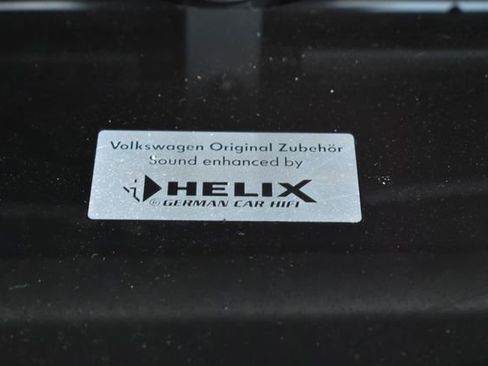 Volkswagen Original Zubehör
Sound enhanced by
HELIX
® GERMAN CAR HIFI